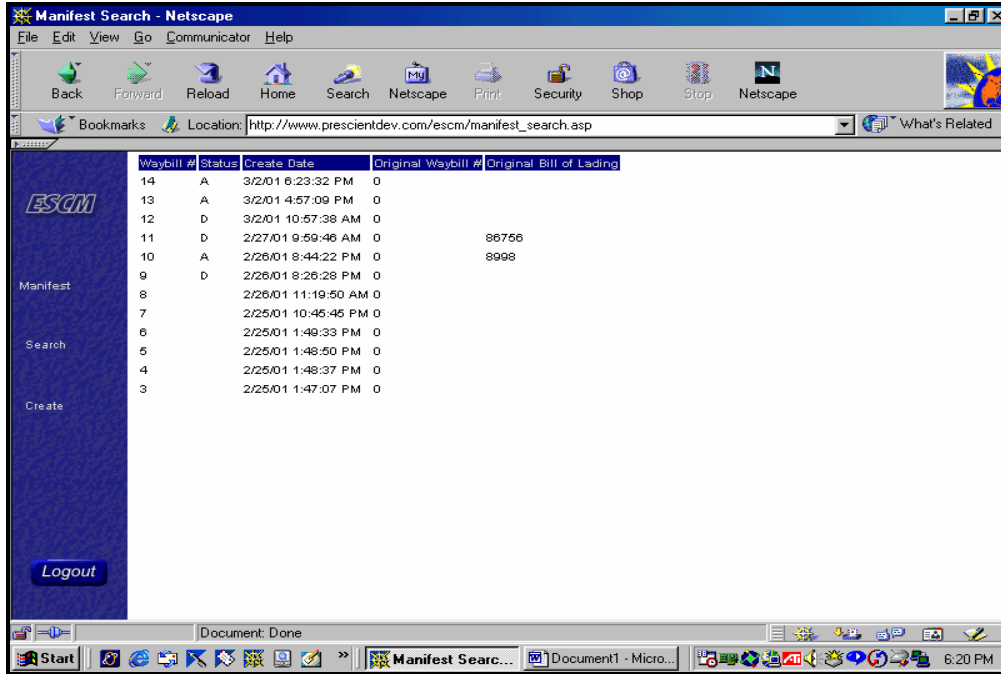 Manifest Search - Netscape
File Edit View Go Communicator Help
Back Forward Reload Home Search Netscape Print Security Shop Stop Netscape
Bookmarks Location: http://www.prescientdev.com/escm/manifest_search.asp What's Related
Waybill # Status Create Date Original Waybill # Original Bill of Lading
14 A 3/2/01 6:23:32 PM 0
13 A 3/2/01 4:57:09 PM 0
12 D 3/2/01 10:57:38 AM 0
11 D 2/27/01 9:59:46 AM 0 86756
10 A 2/26/01 8:44:22 PM 0 8998
9 D 2/26/01 8:26:28 PM 0
8 2/26/01 11:19:50 AM 0
7 2/25/01 10:45:45 PM 0
6 2/25/01 1:49:33 PM 0
5 2/25/01 1:48:50 PM 0
4 2/25/01 1:48:37 PM 0
3 2/25/01 1:47:07 PM 0
ESCM
Manifest
Search
Create
Logout
Document: Done
Start » Manifest Searc... Document1 - Micro... 6:20 PM